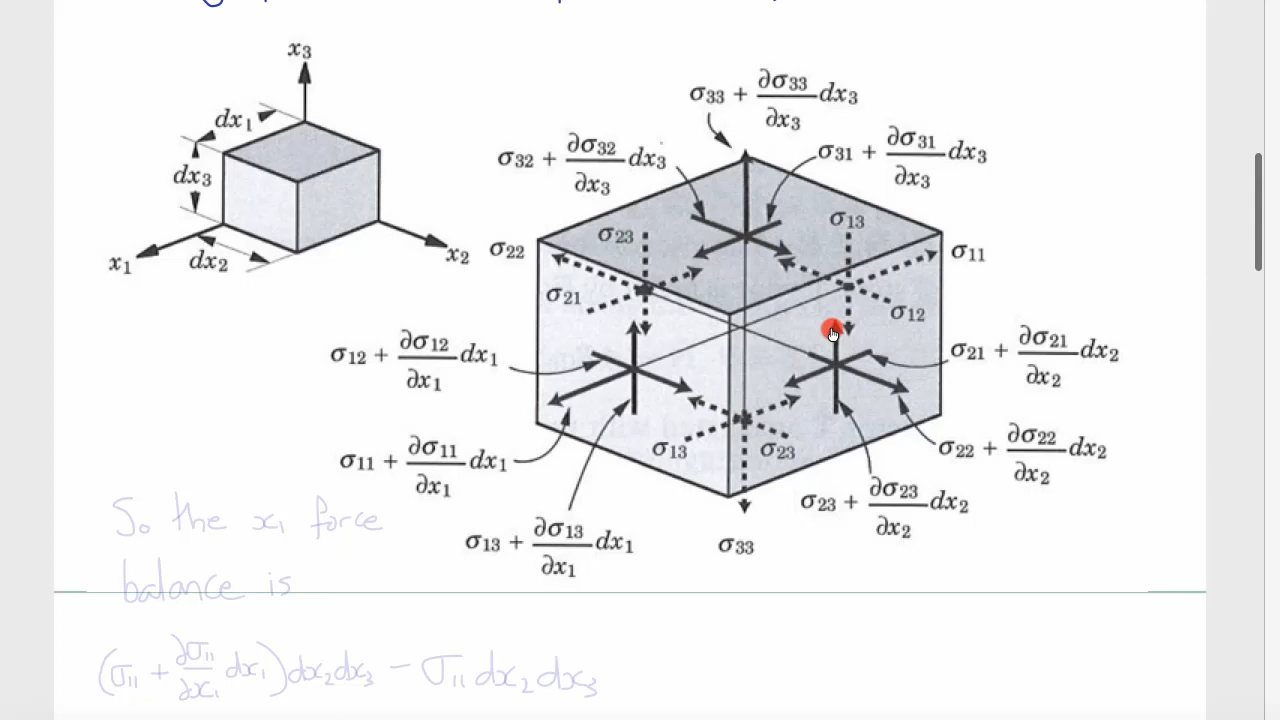 x₃
dx₁
dx₃
dx₂
x₁
x₂
σ₃₃ + ∂σ₃₃/∂x₃ dx₃
σ₃₂ + ∂σ₃₂/∂x₃ dx₃
σ₃₁ + ∂σ₃₁/∂x₃ dx₃
σ₂₂
σ₂₃
σ₁₃
σ₁₁
σ₂₁
σ₁₂
σ₁₂ + ∂σ₁₂/∂x₁ dx₁
σ₂₁ + ∂σ₂₁/∂x₂ dx₂
σ₁₁ + ∂σ₁₁/∂x₁ dx₁
σ₁₃
σ₂₃
σ₂₂ + ∂σ₂₂/∂x₂ dx₂
σ₁₃ + ∂σ₁₃/∂x₁ dx₁
σ₃₃
σ₂₃ + ∂σ₂₃/∂x₂ dx₂
So the x₁ force
balance is
(σ₁₁ + ∂σ₁₁/∂x₁ dx₁) dx₂dx₃ − σ₁₁ dx₂ dx₃